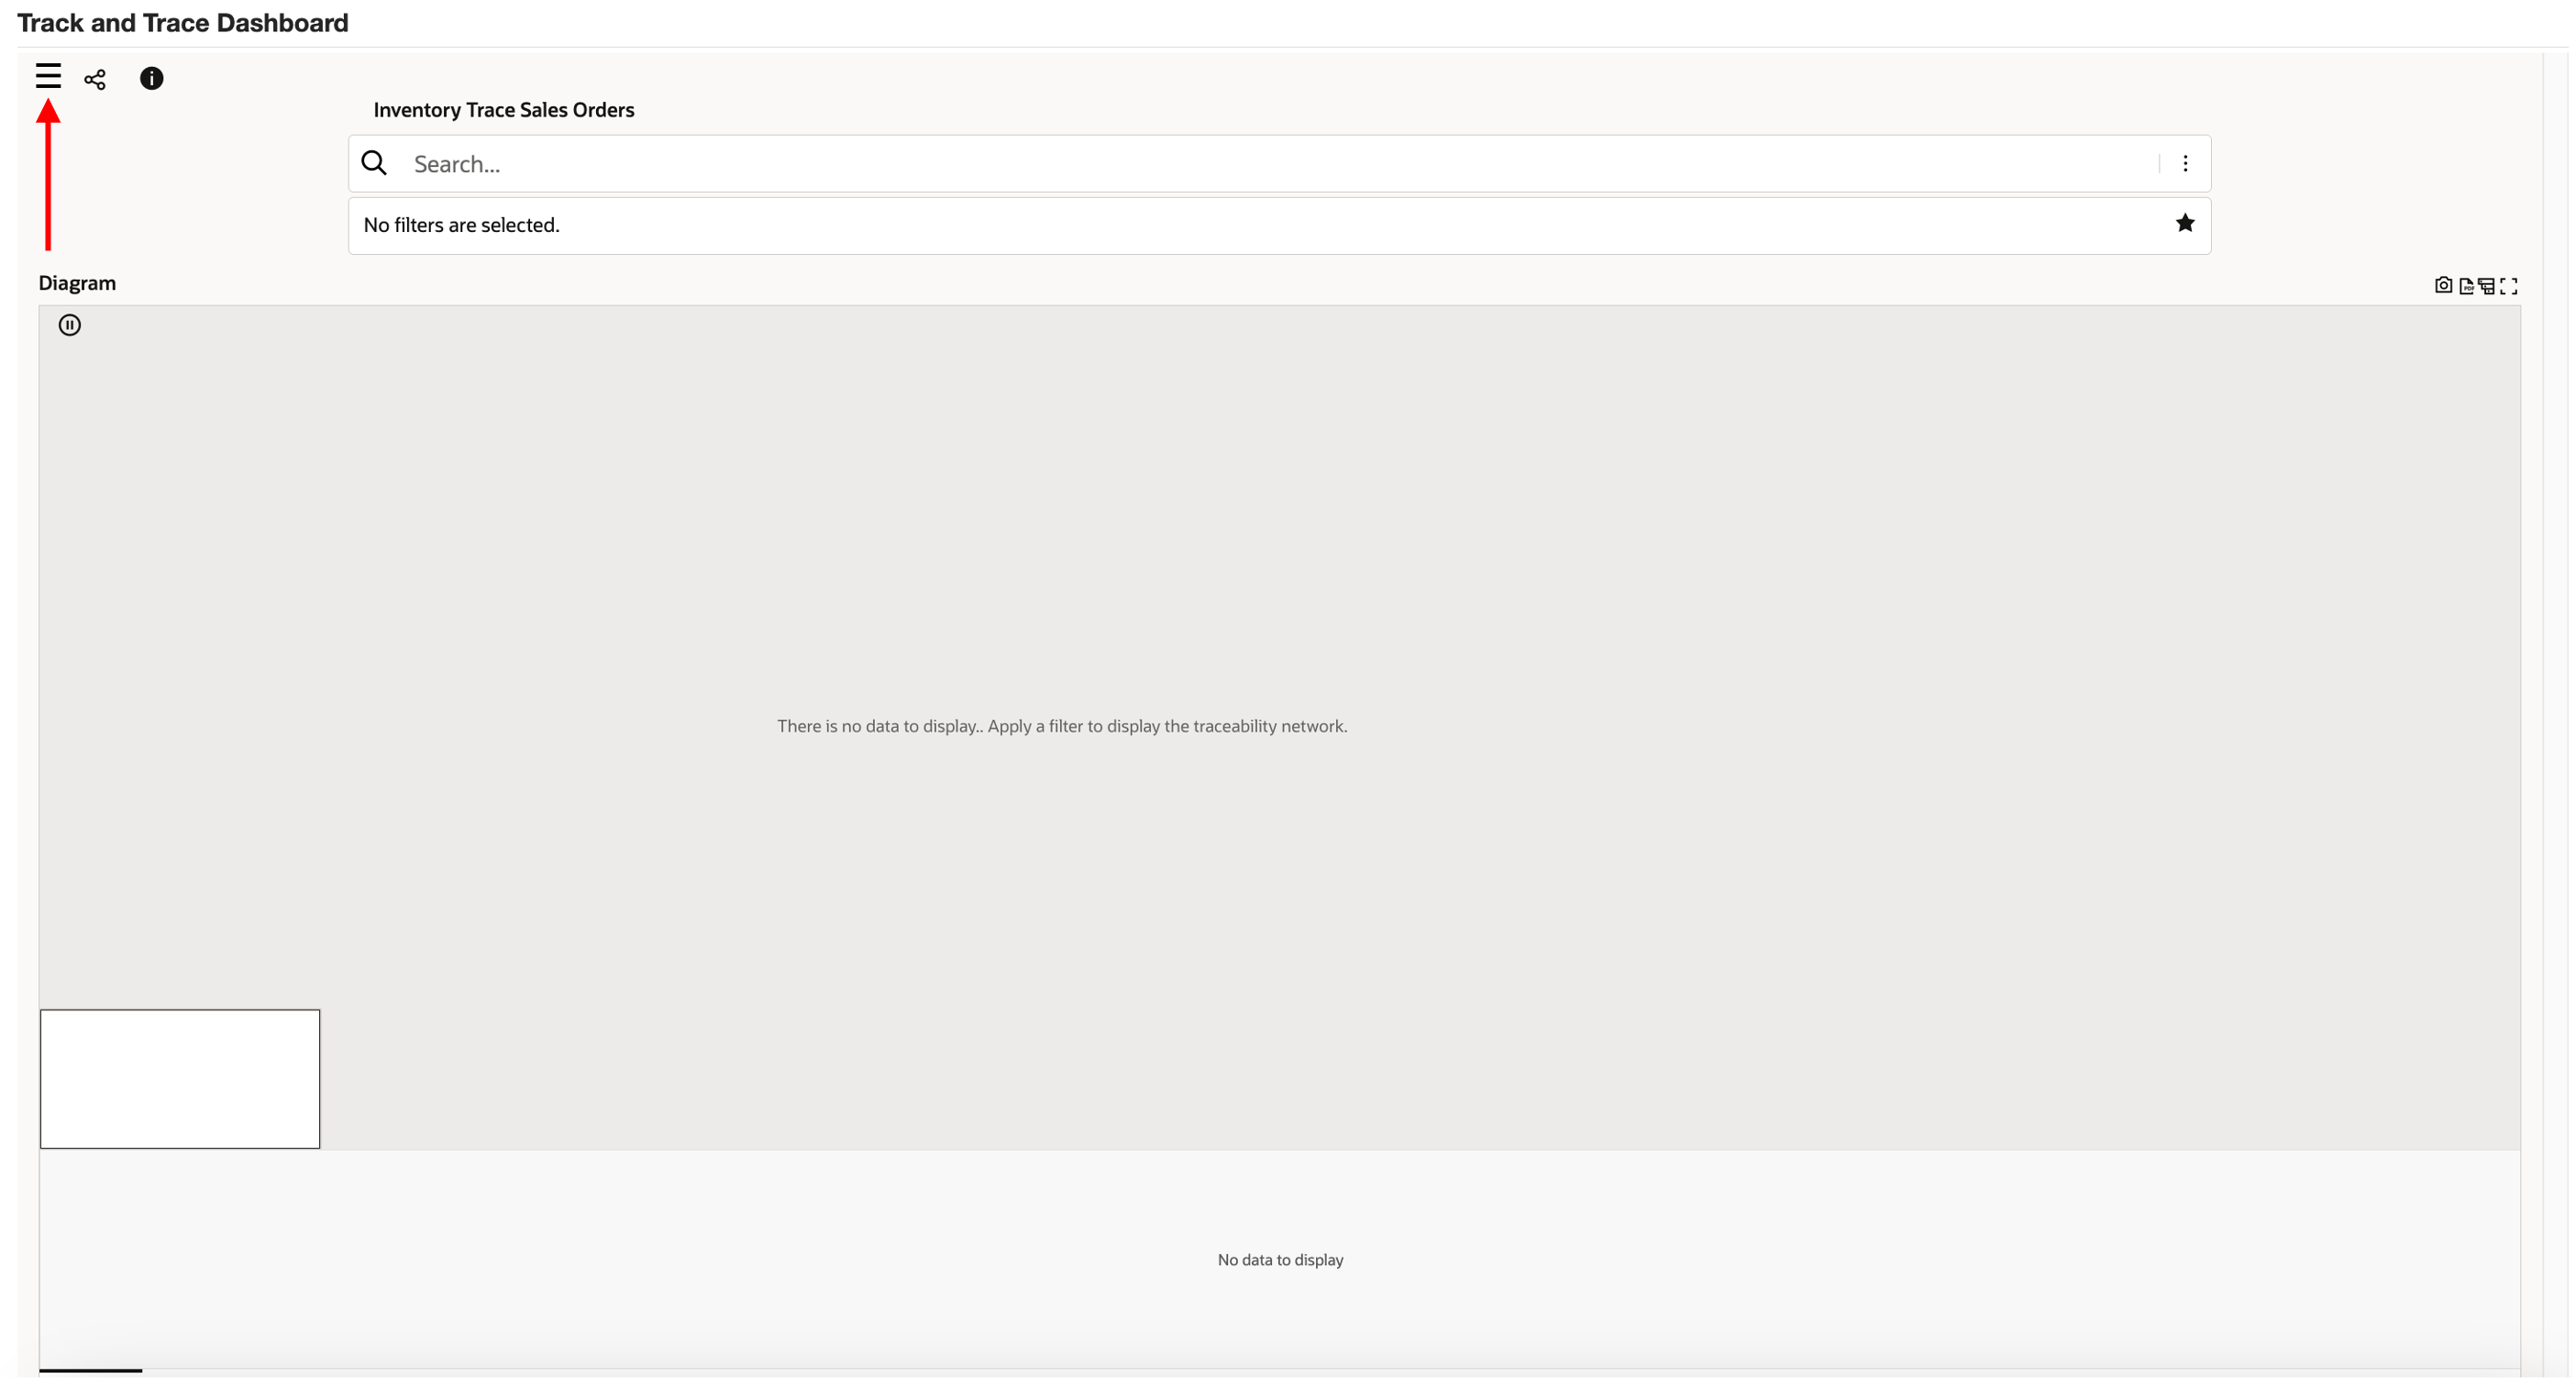 Track and Trace Dashboard
Inventory Trace Sales Orders
Search...
No filters are selected.
Diagram
PDF
There is no data to display.. Apply a filter to display the traceability network.
No data to display